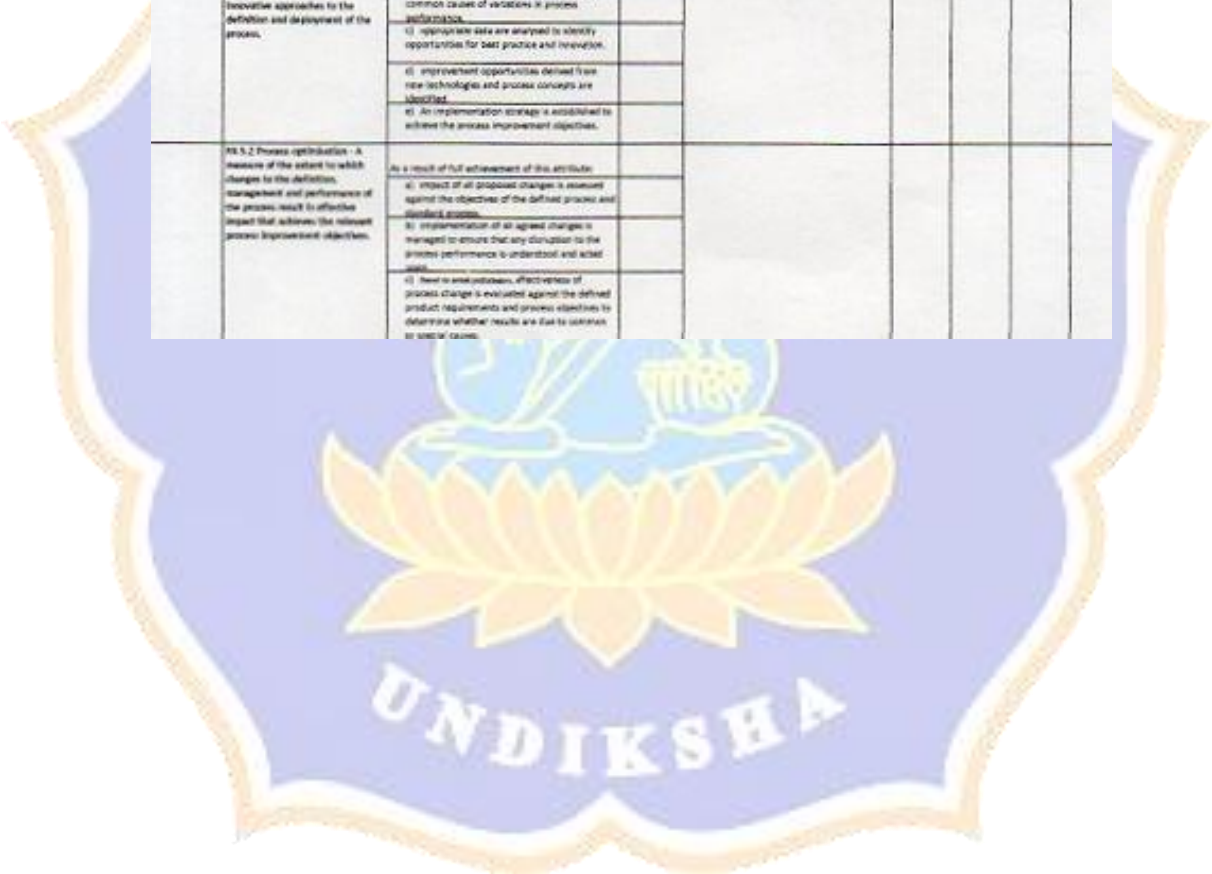 Innovative approaches to the
definition and deployment of the
process.
common causes of variations in process
performance.
c) appropriate data are analysed to identify
opportunities for best practice and innovation.
d) improvement opportunities derived from
new technologies and process concepts are
identified.
e) An implementation strategy is established to
achieve the process improvement objectives.
PA 5.2 Process optimisation - A
measure of the extent to which
changes to the definition,
management and performance of
the process result in effective
impact that achieves the relevant
process improvement objectives.
As a result of full achievement of this attribute:
a) impact of all proposed changes is assessed
against the objectives of the defined process and
standard process.
b) implementation of all agreed changes is
managed to ensure that any disruption to the
process performance is understood and acted
upon.
c) effectiveness of
process change is evaluated against the defined
product requirements and process objectives to
determine whether results are due to common
or special causes.
UNDIKSHA